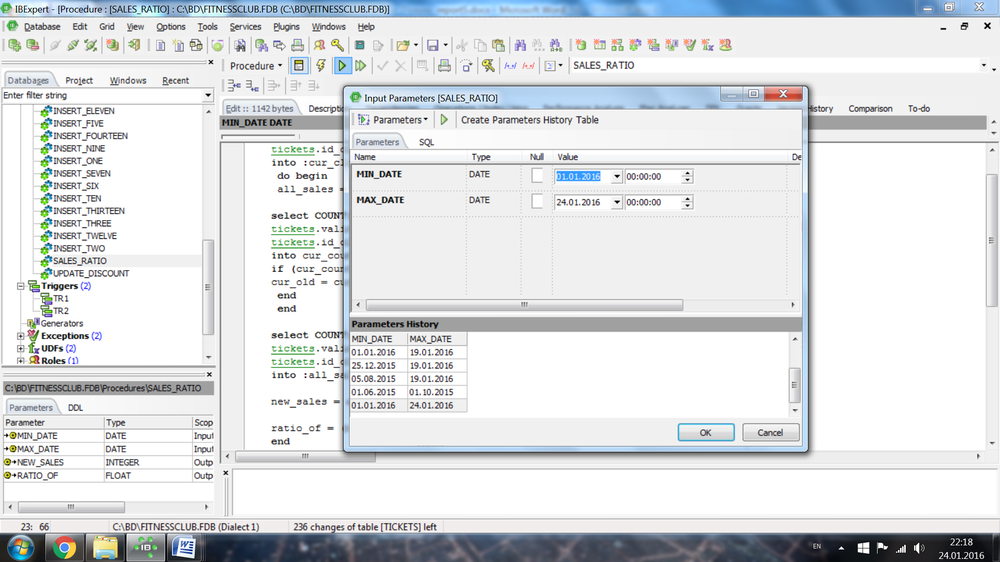 IBExpert - [Procedure : [SALES_RATIO] : C:\BD\FITNESSCLUB.FDB (C:\BD\FITNESSCLUB.FDB)]
Database Edit Grid View Options Tools Services Plugins Windows Help
Procedure SALES_RATIO
Databases Project Windows Recent
Enter filter string
INSERT_ELEVEN
INSERT_FIVE
INSERT_FOURTEEN
INSERT_NINE
INSERT_ONE
INSERT_SEVEN
INSERT_SIX
INSERT_TEN
INSERT_THIRTEEN
INSERT_THREE
INSERT_TWELVE
INSERT_TWO
SALES_RATIO
UPDATE_DISCOUNT
Triggers (2)
TR1
TR2
Generators
Exceptions (2)
UDFs (2)
Roles (1)
C:\BD\FITNESSCLUB.FDB\Procedures\SALES_RATIO
Parameters DDL
Parameter Type Scop
MIN_DATE DATE Input
MAX_DATE DATE Input
NEW_SALES INTEGER Outp
RATIO_OF FLOAT Outp
Edit :: 1142 bytes Descriptio
History Comparison To-do
MIN_DATE DATE
tickets.id_c
into :cur_cl
do begin
all_sales =
select COUNT
tickets.vali
tickets.id_c
into cur_cou
if (cur_coun
cur_old = cu
end
end
select COUNT
tickets.vali
tickets.id_c
into :all_sa
new_sales =
ratio_of = (
end
Input Parameters [SALES_RATIO]
Parameters Create Parameters History Table
Parameters SQL
Name Type Null Value De
MIN_DATE DATE 01.01.2016 00:00:00
MAX_DATE DATE 24.01.2016 00:00:00
Parameters History
MIN_DATE MAX_DATE
01.01.2016 19.01.2016
25.12.2015 19.01.2016
05.08.2015 19.01.2016
01.06.2015 01.10.2015
01.01.2016 24.01.2016
OK Cancel
23: 66 C:\BD\FITNESSCLUB.FDB (Dialect 1) 236 changes of table [TICKETS] left
EN 22:18
24.01.2016